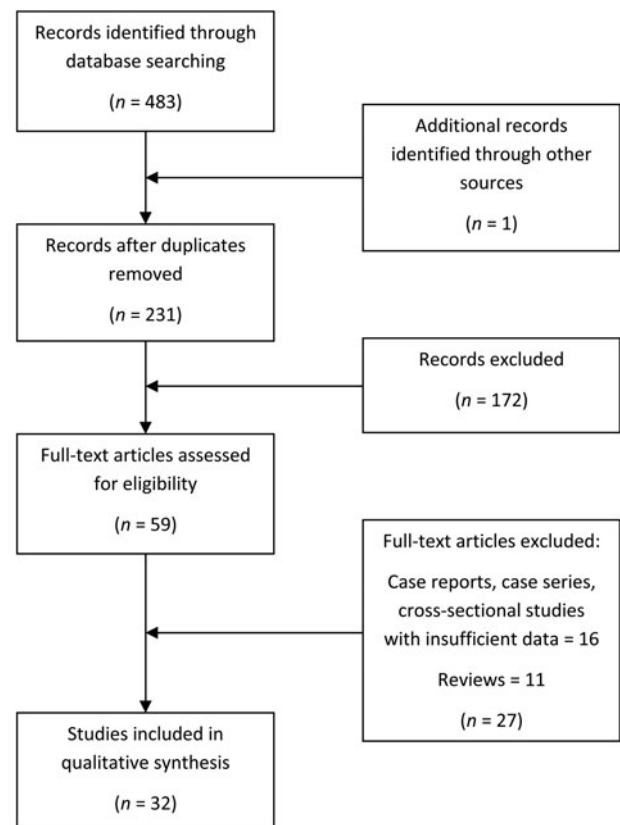 Records identified through
database searching
(n = 483)
Additional records
identified through other
sources
(n = 1)
Records after duplicates
removed
(n = 231)
Records excluded
(n = 172)
Full-text articles assessed
for eligibility
(n = 59)
Full-text articles excluded:
Case reports, case series,
cross-sectional studies
with insufficient data = 16
Reviews = 11
(n = 27)
Studies included in
qualitative synthesis
(n = 32)